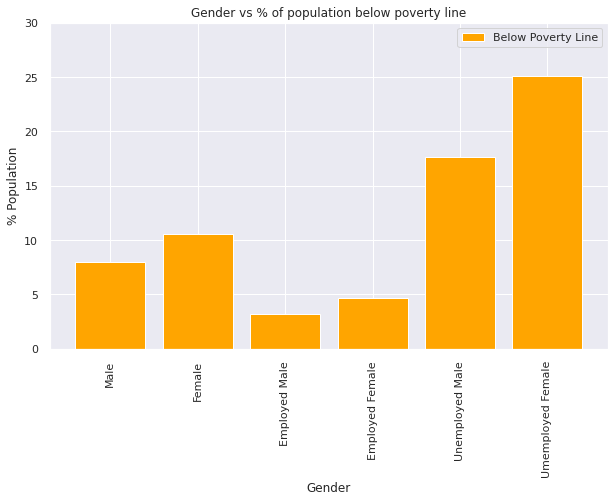 Gender vs % of population below poverty line
Below Poverty Line
% Population
30
25
20
15
10
5
0
Male
Female
Employed Male
Employed Female
Unemployed Male
Umemployed Female
Gender